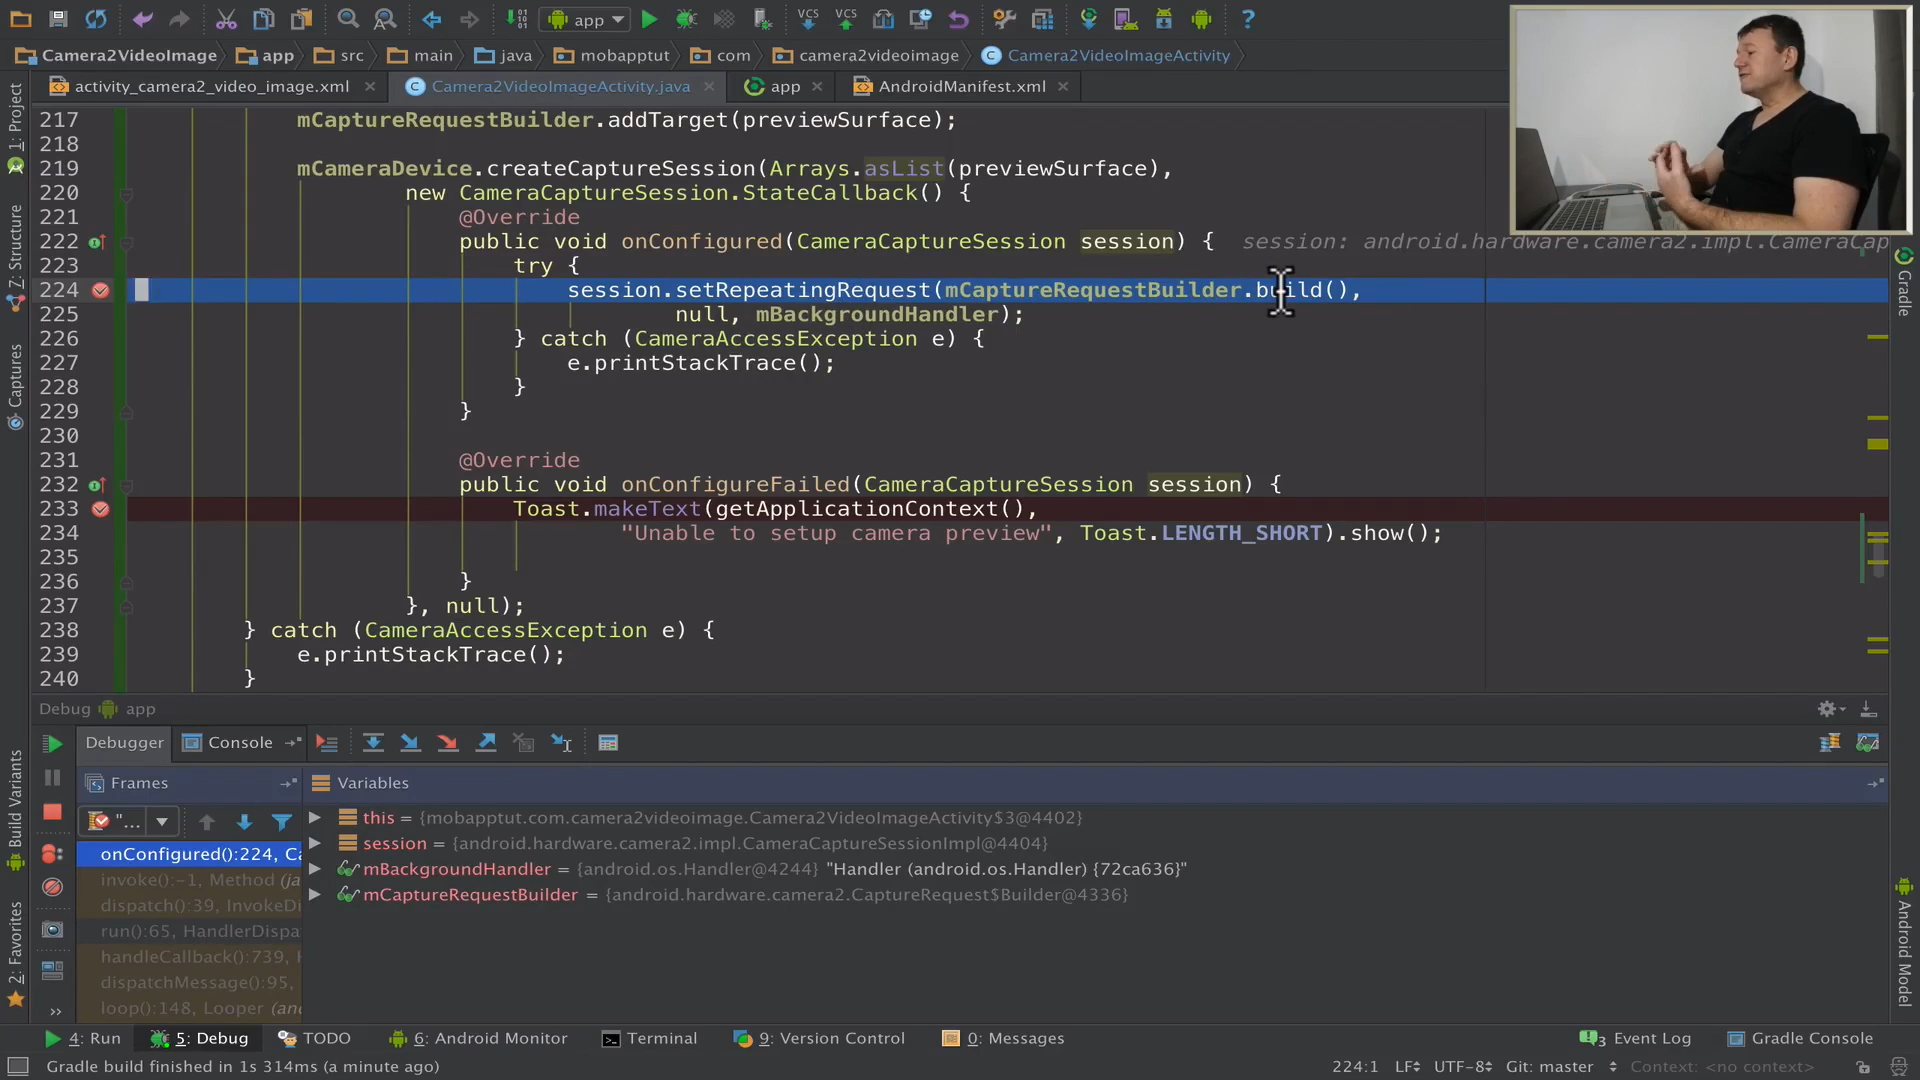 app
VCS
VCS
Camera2VideoImage
app
src
main
java
mobapptut
com
camera2videoimage
Camera2VideoImageActivity
activity_camera2_video_image.xml
Camera2VideoImageActivity.java
app
AndroidManifest.xml
1: Project
7: Structure
Captures
Build Variants
2: Favorites
Gradle
Android Model
217 mCaptureRequestBuilder.addTarget(previewSurface);
218
219 mCameraDevice.createCaptureSession(Arrays.asList(previewSurface),
220 new CameraCaptureSession.StateCallback() {
221 @Override
222 public void onConfigured(CameraCaptureSession session) { session: android.hardware.camera2.impl.CameraCap
223 try {
224 session.setRepeatingRequest(mCaptureRequestBuilder.build(),
225 null, mBackgroundHandler);
226 } catch (CameraAccessException e) {
227 e.printStackTrace();
228 }
229 }
230
231 @Override
232 public void onConfigureFailed(CameraCaptureSession session) {
233 Toast.makeText(getApplicationContext(),
234 "Unable to setup camera preview", Toast.LENGTH_SHORT).show();
235
236 }
237 }, null);
238 } catch (CameraAccessException e) {
239 e.printStackTrace();
240 }
Debug app
Debugger
Console
Frames
Variables
"...
onConfigured():224, Ca
invoke():-1, Method (ja
dispatch():39, InvokeDi
run():65, HandlerDispa
handleCallback():739, H
dispatchMessage():95,
loop():148, Looper (and
this = {mobapptut.com.camera2videoimage.Camera2VideoImageActivity$3@4402}
session = {android.hardware.camera2.impl.CameraCaptureSessionImpl@4404}
mBackgroundHandler = {android.os.Handler@4244} "Handler (android.os.Handler) {72ca636}"
mCaptureRequestBuilder = {android.hardware.camera2.CaptureRequest$Builder@4336}
4: Run
5: Debug
TODO
6: Android Monitor
Terminal
9: Version Control
0: Messages
3 Event Log
Gradle Console
Gradle build finished in 1s 314ms (a minute ago)
224:1
LF
UTF-8
Git: master
Context: <no context>